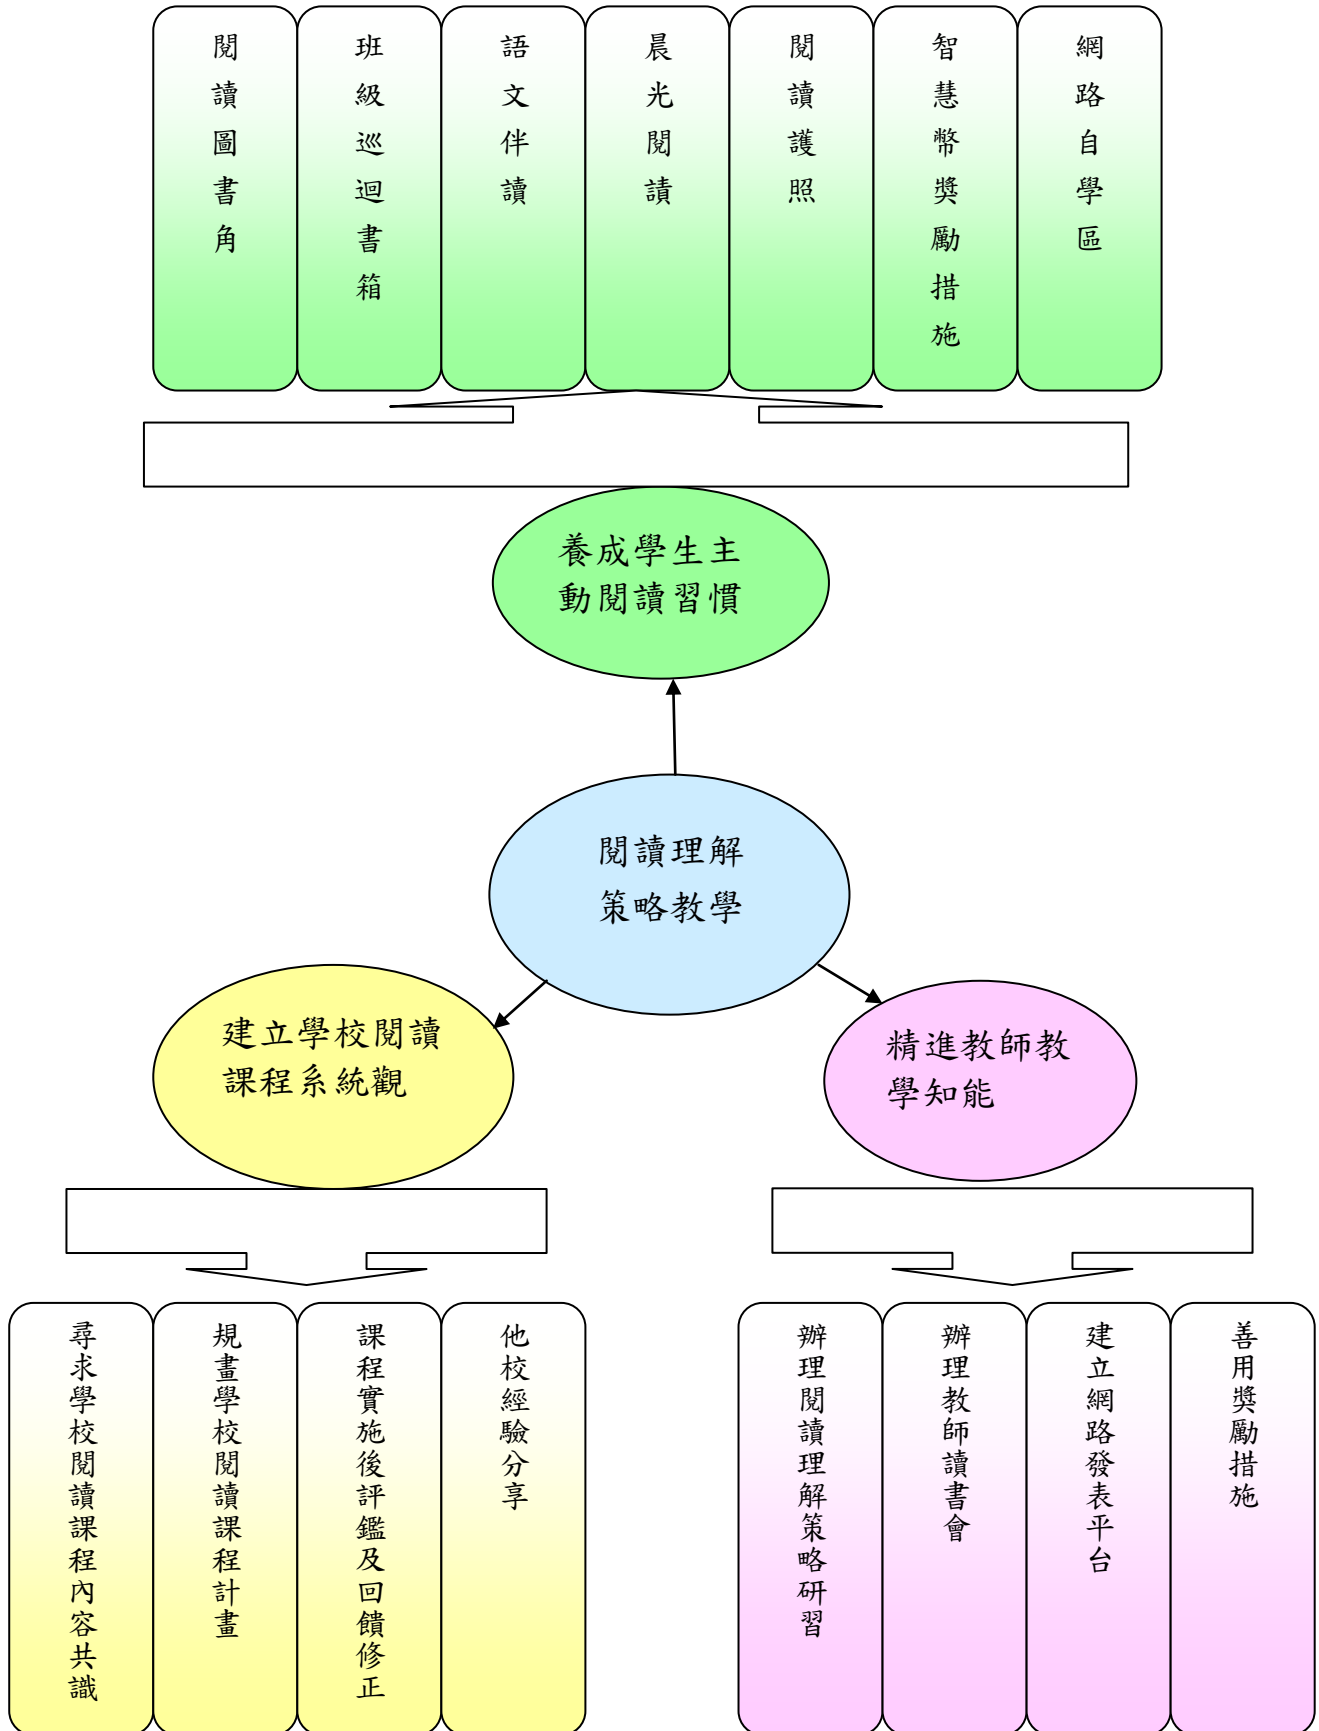 閱讀圖書角
班級巡迴書箱
語文伴讀
晨光閱請
閱讀護照
智慧幣獎勵措施
網路自學區
養成學生主
動閱讀習慣
閱讀理解
策略教學
建立學校閱讀
課程系統觀
精進教師教
學知能
尋求學校閱讀課程內容共識
規畫學校閱讀課程計畫
課程實施後評鑑及回饋修正
他校經驗分享
辦理閱讀理解策略研習
辦理教師讀書會
建立網路發表平台
善用獎勵措施